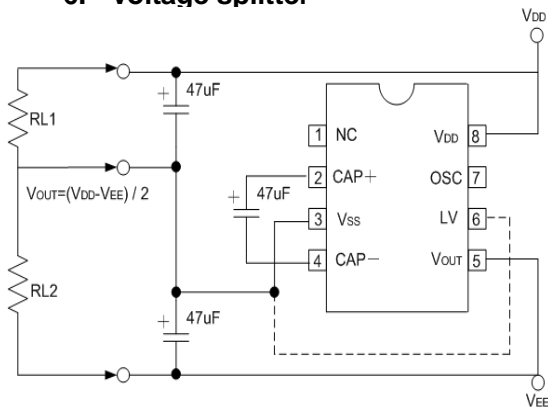 Voltage Splitter
VDD
47uF
RL1
1 NC
VDD 8
2 CAP+
OSC 7
VOUT=(VDD-VEE) / 2
47uF
3 VSS
LV 6
4 CAP−
VOUT 5
RL2
47uF
VEE